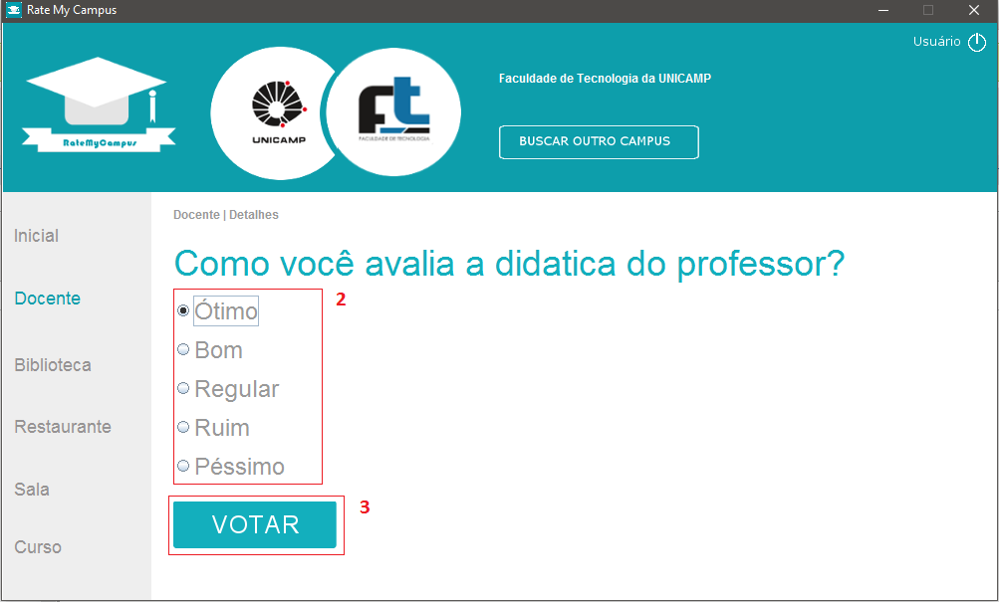 Rate My Campus
Usuário
RateMyCampus
UNICAMP
FACULDADE DE TECNOLOGIA
Faculdade de Tecnologia da UNICAMP
BUSCAR OUTRO CAMPUS
Inicial
Docente
Biblioteca
Restaurante
Sala
Curso
Docente | Detalhes
Como você avalia a didatica do professor?
2
Ótimo
Bom
Regular
Ruim
Péssimo
3
VOTAR